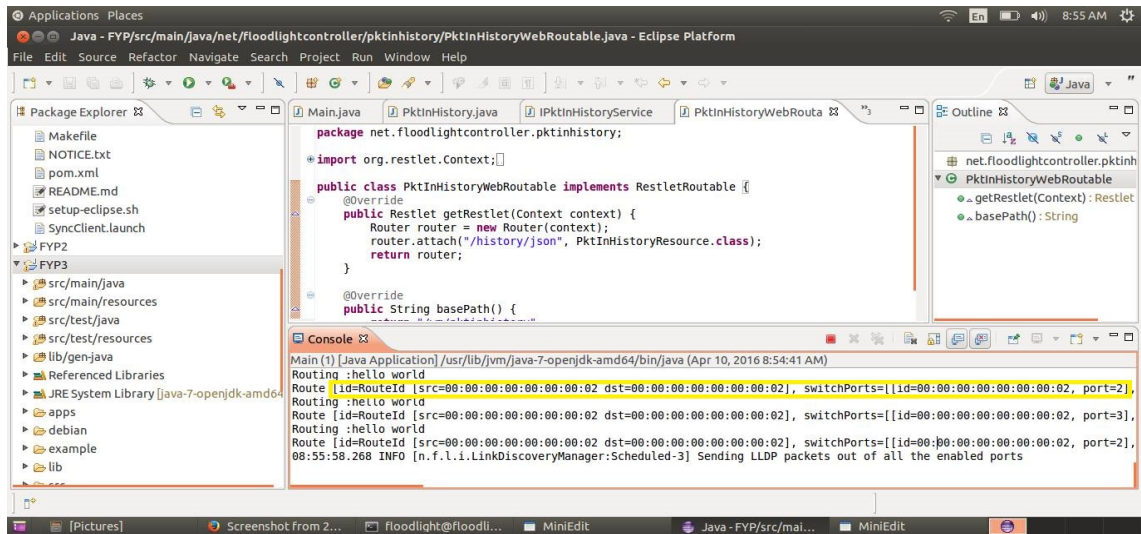 Applications Places
En
8:55 AM
Java - FYP/src/main/java/net/floodlightcontroller/pktinhistory/PktInHistoryWebRoutable.java - Eclipse Platform
File Edit Source Refactor Navigate Search Project Run Window Help
Java
Package Explorer
Makefile
NOTICE.txt
pom.xml
README.md
setup-eclipse.sh
SyncClient.launch
FYP2
FYP3
src/main/java
src/main/resources
src/test/java
src/test/resources
lib/gen-java
Referenced Libraries
JRE System Library [java-7-openjdk-amd64
apps
debian
example
lib
Main.java PktInHistory.java IPktInHistoryService PktInHistoryWebRouta "3
package net.floodlightcontroller.pktinhistory;
import org.restlet.Context;
public class PktInHistoryWebRoutable implements RestletRoutable {
@Override
public Restlet getRestlet(Context context) {
Router router = new Router(context);
router.attach("/history/json", PktInHistoryResource.class);
return router;
}
@Override
public String basePath() {
Outline
net.floodlightcontroller.pktinh
PktInHistoryWebRoutable
getRestlet(Context) : Restlet
basePath() : String
Console
Main (1) [Java Application] /usr/lib/jvm/java-7-openjdk-amd64/bin/java (Apr 10, 2016 8:54:41 AM)
Routing :hello world
Route [id=RouteId [src=00:00:00:00:00:00:00:02 dst=00:00:00:00:00:00:00:02], switchPorts=[[id=00:00:00:00:00:00:00:02, port=2],
Routing :hello world
Route [id=RouteId [src=00:00:00:00:00:00:00:02 dst=00:00:00:00:00:00:00:02], switchPorts=[[id=00:00:00:00:00:00:00:02, port=3],
Routing :hello world
Route [id=RouteId [src=00:00:00:00:00:00:00:02 dst=00:00:00:00:00:00:00:02], switchPorts=[[id=00:00:00:00:00:00:00:02, port=2],
08:55:58.268 INFO [n.f.l.i.LinkDiscoveryManager:Scheduled-3] Sending LLDP packets out of all the enabled ports
[Pictures] Screenshot from 2... floodlight@floodli... MiniEdit Java - FYP/src/mai... MiniEdit